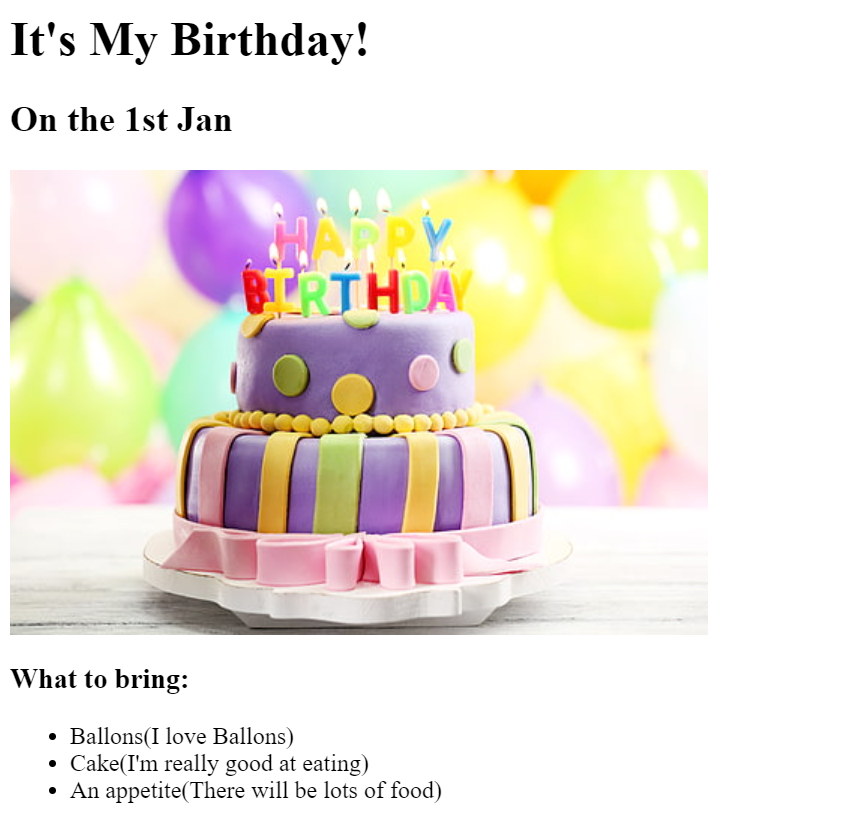 It's My Birthday!
On the 1st Jan
HAPPY
BIRTHDAY
What to bring:
Ballons(I love Ballons)
Cake(I'm really good at eating)
An appetite(There will be lots of food)